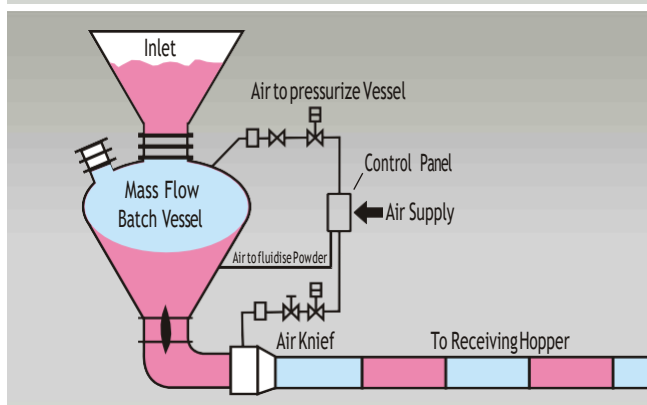 Inlet
Air to pressurize Vessel
Control Panel
Mass Flow
Batch Vessel
Air Supply
Air to fluidise Powder
Air Knief
To Receiving Hopper